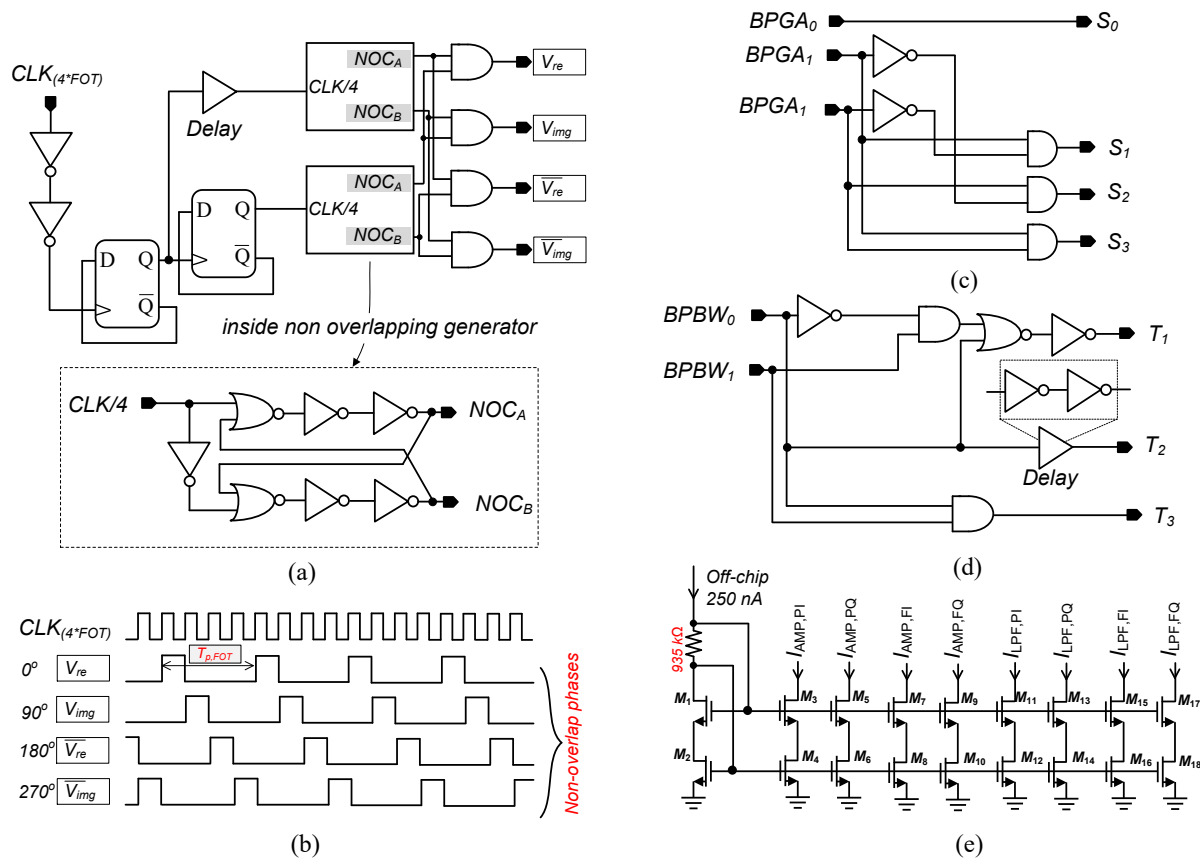 CLK(4*FOT)
Delay
CLK/4
NOCA
NOCB
Vre
Vimg
CLK/4
NOCA
NOCB
V̅re
V̅img
D Q
Q̅
D Q
Q̅
inside non overlapping generator
CLK/4
NOCA
NOCB
(a)
CLK(4*FOT)
Tp,FOT
0o Vre
90o Vimg
180o V̅re
270o V̅img
Non-overlap phases
(b)
BPGA0 S0
BPGA1
BPGA1
S1
S2
S3
(c)
BPBW0
BPBW1
T1
T2
Delay
T3
(d)
Off-chip
250 nA
935 kΩ
IAMP,PI
IAMP,PQ
IAMP,FI
IAMP,FQ
ILPF,PI
ILPF,PQ
ILPF,FI
ILPF,FQ
M1 M3 M5 M7 M9 M11 M13 M15 M17
M2 M4 M6 M8 M10 M12 M14 M16 M18
(e)